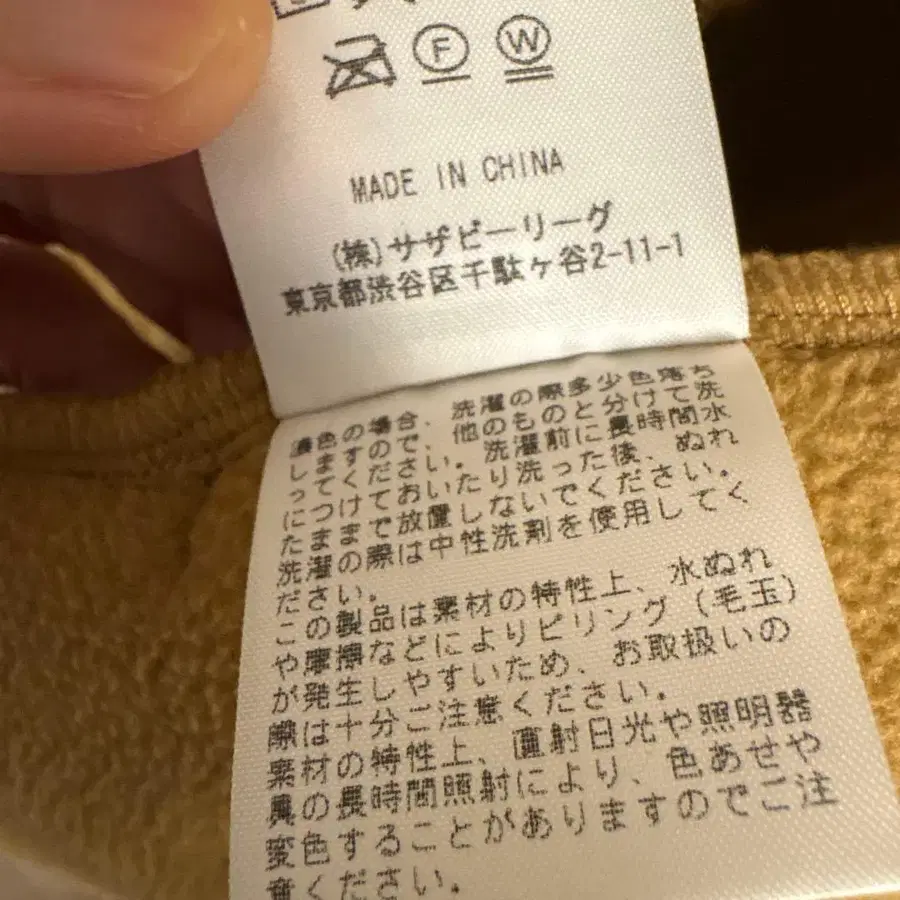 F W
MADE IN CHINA
(株)サザビーリーグ
東京都渋谷区千駄ヶ谷2-11-1
濃色の場合、洗濯の際多少色落ち
しますので、他のものと分けて洗
ってください。洗濯前に長時間水
につけておいたり洗った後、ぬれ
たままで放置しないでください。
洗濯の際は中性洗剤を使用してく
ださい。
この製品は素材の特性上、水ぬれ
や摩擦などによりピリング(毛玉)
が発生しやすいため、お取扱いの
際は十分ご注意ください。
素材の特性上、直射日光や照明器
具の長時間照射により、色あせや
変色することがありますのでご注
意ください。